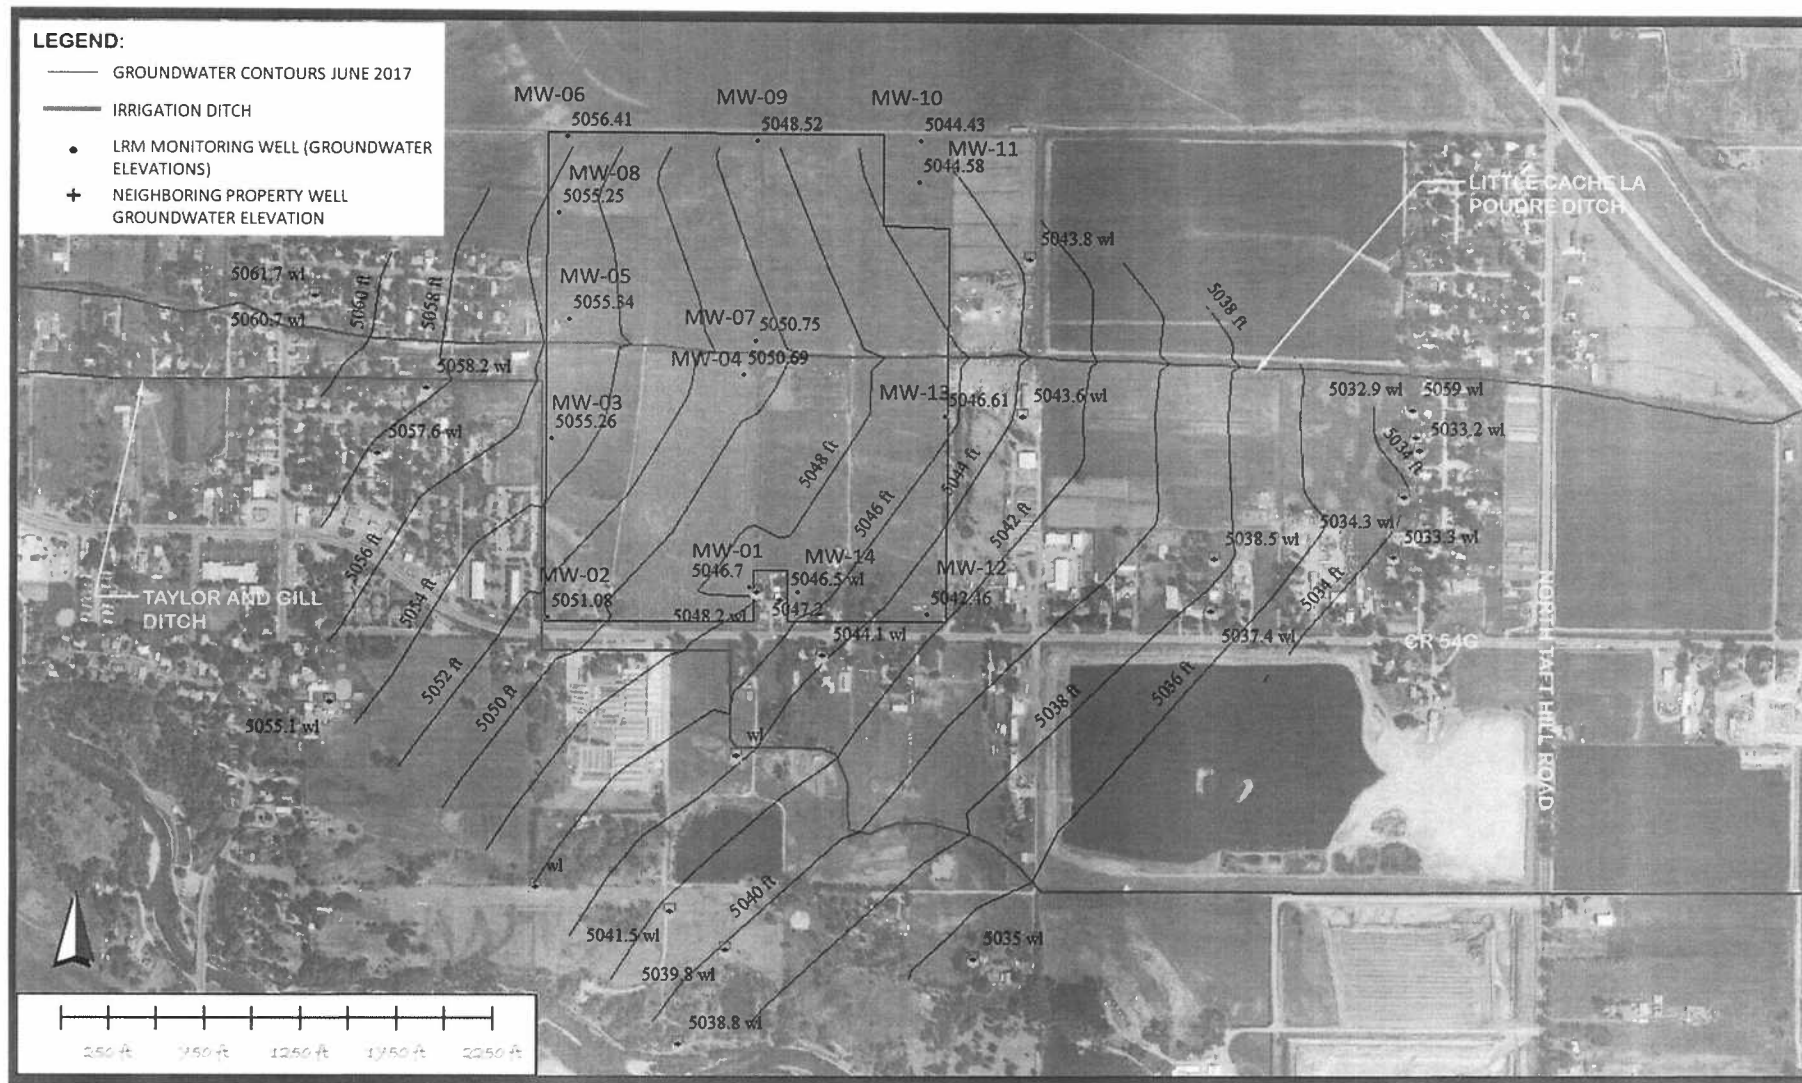 LEGEND:
GROUNDWATER CONTOURS JUNE 2017
IRRIGATION DITCH
LRM MONITORING WELL (GROUNDWATER
ELEVATIONS)
NEIGHBORING PROPERTY WELL
GROUNDWATER ELEVATION
MW-06
5056.41
MW-09
5048.52
MW-10
5044.43
MW-11
5044.58
MW-08
5055.25
LITTLE CACHE LA
POUDRE DITCH
5043.8 wl
5061.7 wl
5060 ft
5058 ft
MW-05
5055.54
5038 ft
5060.7 wl
MW-07
5050.75
5058.2 wl
MW-04
5050.69
MW-03
5055.26
MW-13
5046.61
5043.6 wl
5032.9 wl
5059 wl
5057.6 wl
5033.2 wl
5034 ft
5048 ft
5046 ft
5044 ft
5042 ft
5034.3 wl
5033.3 wl
5038.5 wl
5056 ft
5054 ft
MW-01
5046.7
MW-14
5046.5 wl
MW-12
5042.46
MW-02
5051.08
5048.2 wl
5047.2
5044.1 wl
5034 ft
5037.4 wl
TAYLOR AND GILL
DITCH
CR 54G
NORTH TAFT HILL ROAD
5052 ft
5050 ft
5038 ft
5036 ft
5055.1 wl
wl
wl
5040 ft
5041.5 wl
5035 wl
5039.8 wl
5038.8 wl
250 ft
750 ft
1250 ft
1750 ft
2250 ft